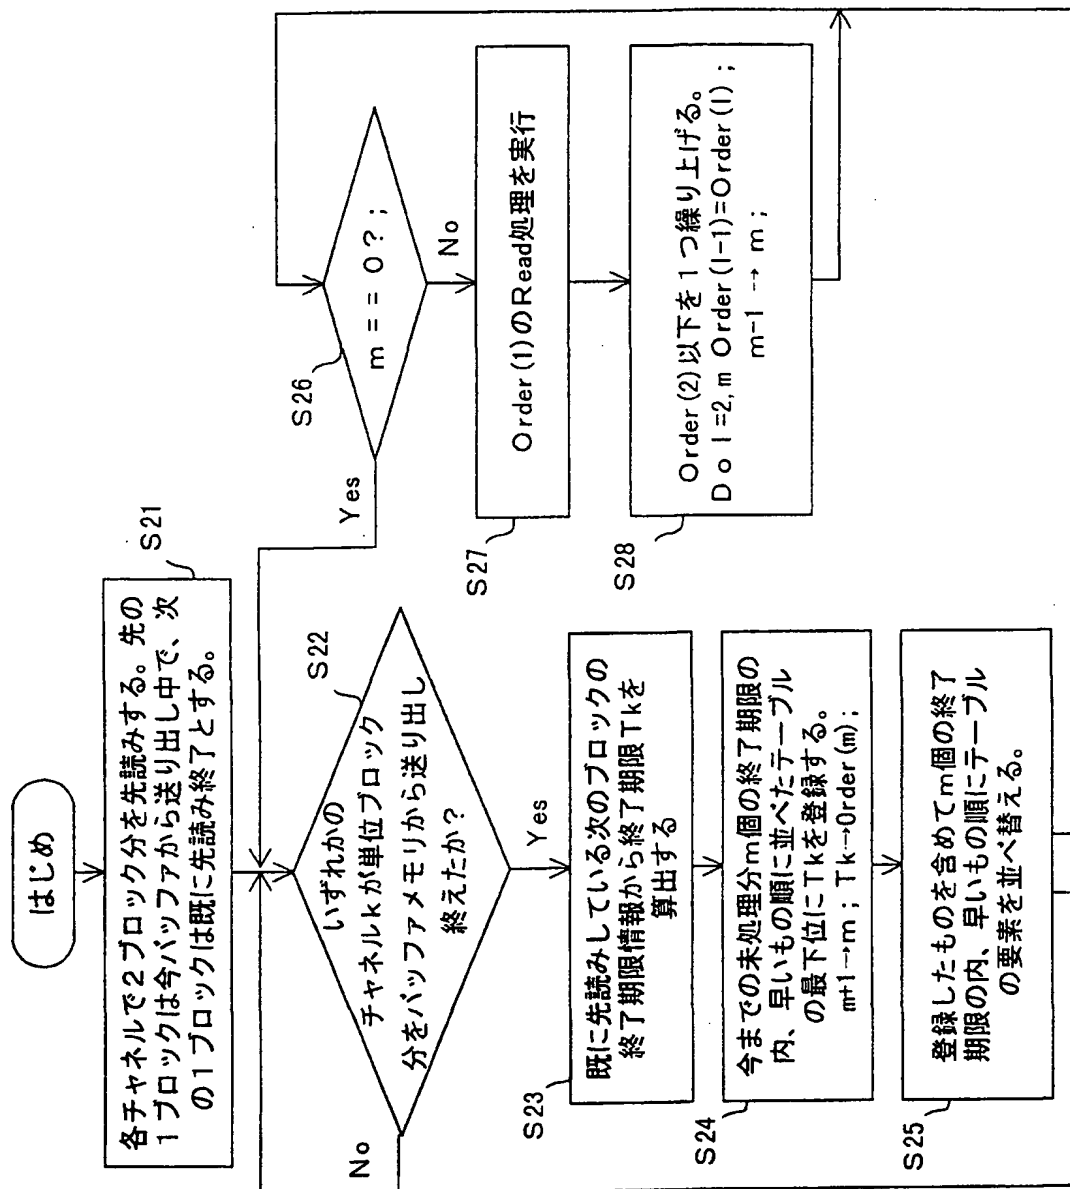 はじめ
各チャネルで2ブロック分を先読みする。先の
1ブロックは今バッファから送り出し中で、次
の1ブロックは既に先読み終了とする。
S21
いずれかの
チャネルkが単位ブロック
分をバッファメモリから送り出し
終えたか?
S22
No
Yes
既に先読みしている次のブロックの
終了期限情報から終了期限Tkを
算出する
S23
今までの未処理分m個の終了期限の
内、早いもの順に並べたテーブル
の最下位にTkを登録する。
m+1→m; Tk→Order(m);
S24
登録したものを含めてm個の終了
期限の内、早いもの順にテーブル
の要素を並べ替える。
S25
m==0?;
S26
Yes
No
Order(1)のRead処理を実行
S27
Order(2)以下を1つ繰り上げる。
Do l=2,m Order(l-1)=Order(l);
m-1→m;
S28